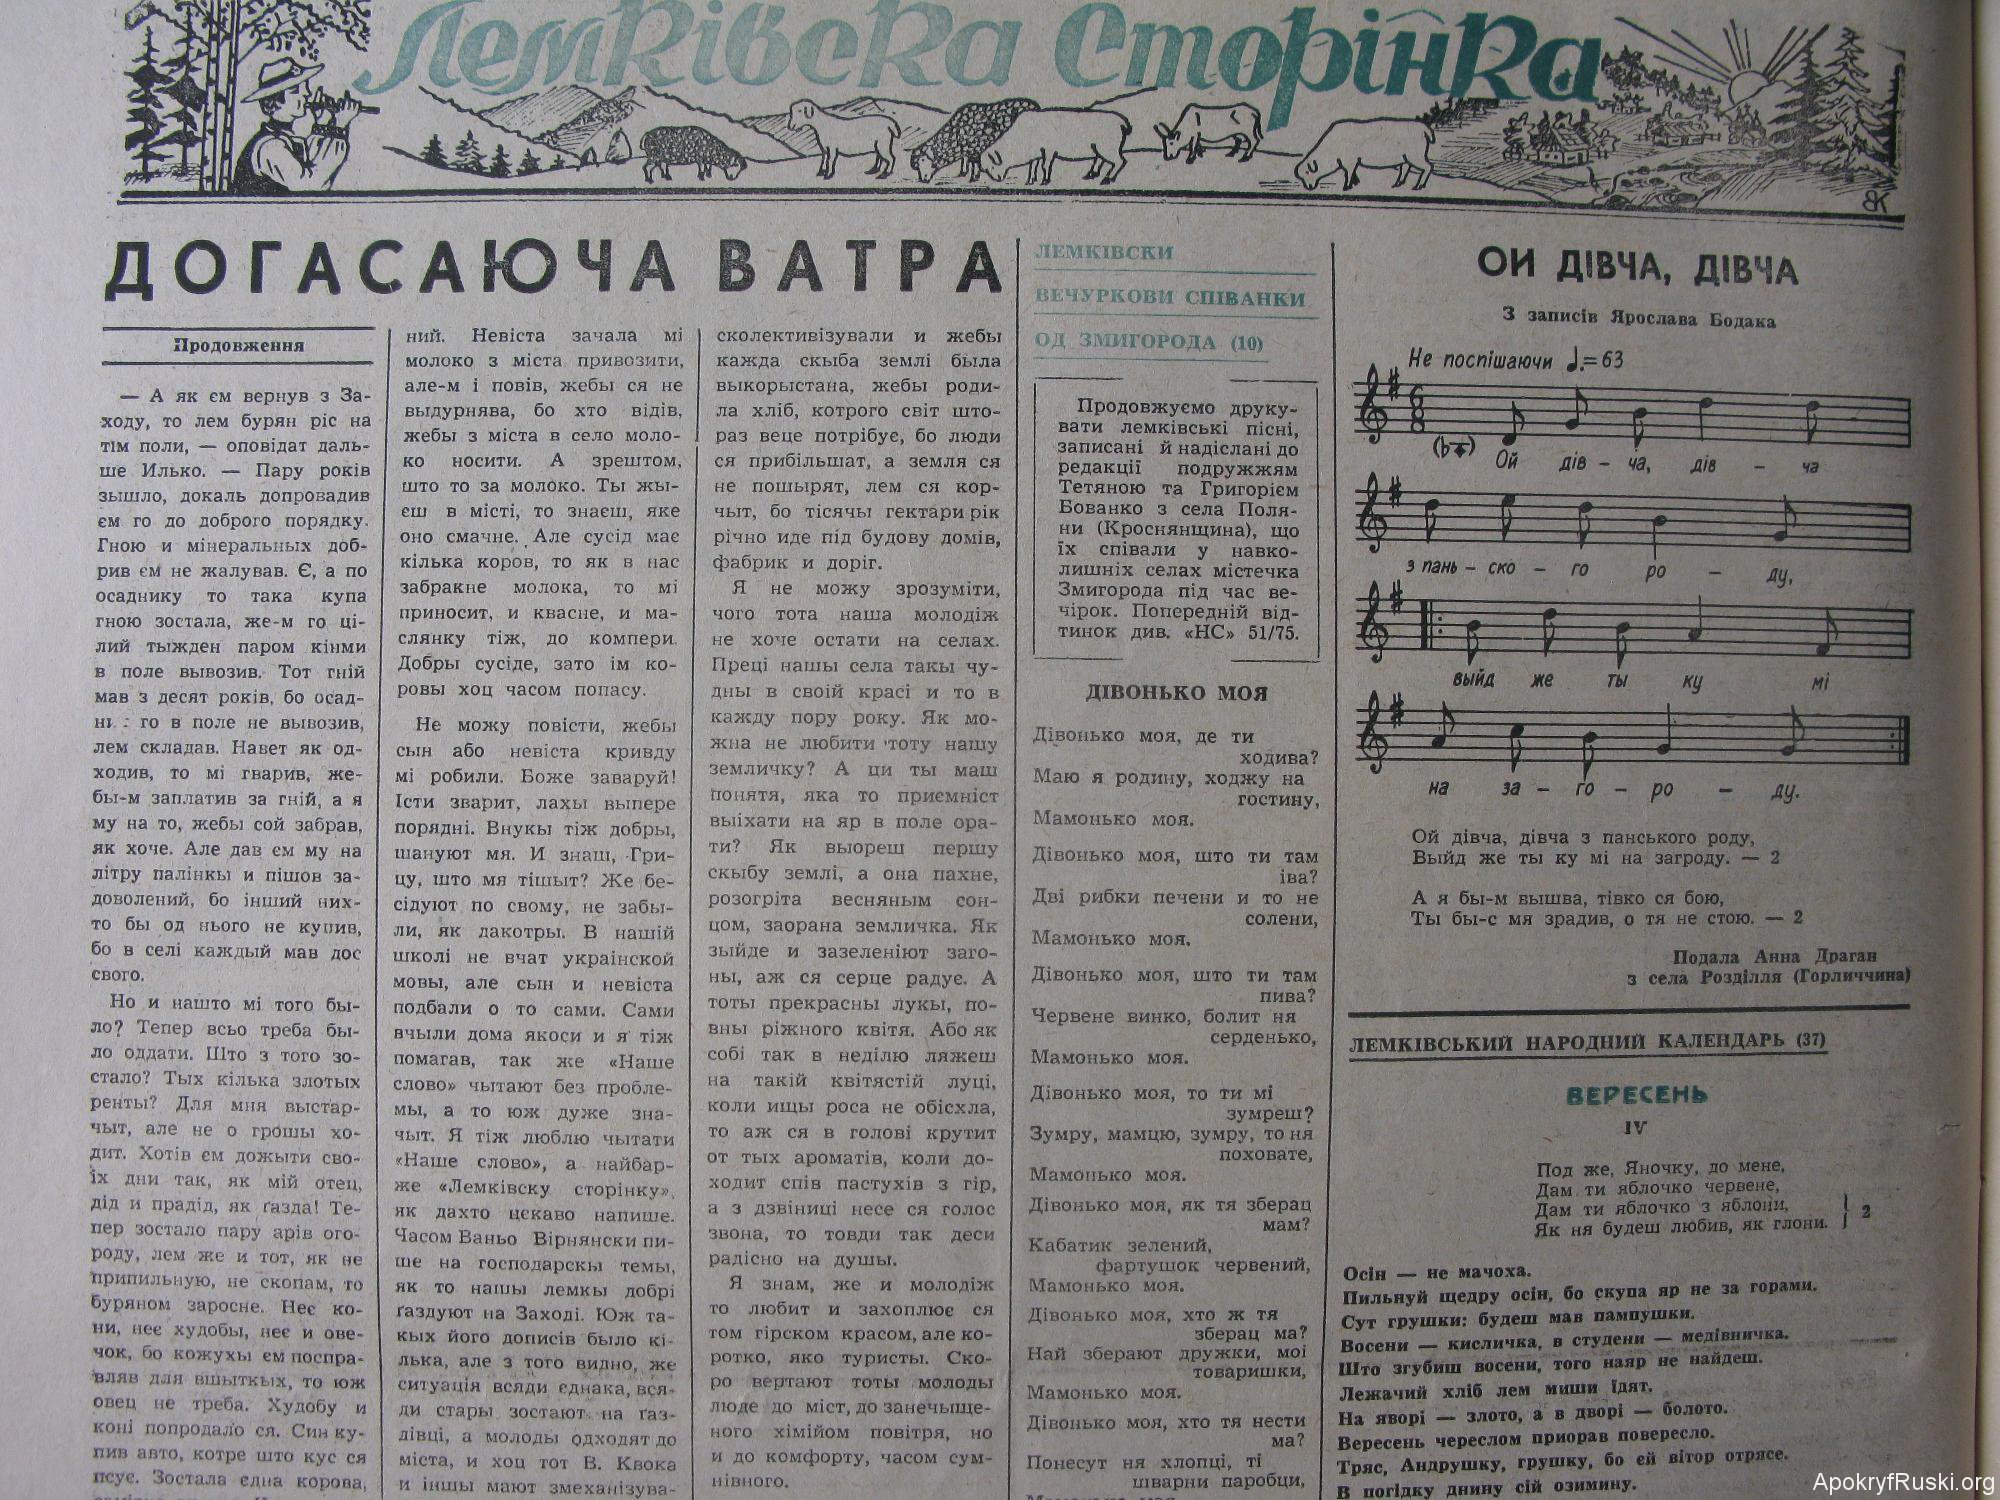 Лемківска Сторінка
ДОГАСАЮЧА ВАТРА
Продовження
— А як єм вернув з За-
ходу, то лем бурян ріс на
тім поли, — оповідат даль-
ше Илько. — Пару років
зышло, докаль допровадив
єм го до доброго порядку.
Гною и мінеральных доб-
рив єм не жалував. Є, а по
осаднику то така купа
гною зостала, же-м го ці-
лий тыжден паром кінми
в поле вывозив. Тот гній
мав з десят років, бо осад-
го в поле не вывозив,
лем складав. Навет як од-
ходив, то мі гварив, же-
бы-м заплатив за гній, а я
му на то, жебы сой забрав,
як хоче. Але дав єм му на
літру палінкы и пішов за-
доволений, бо інший них-
то бы од нього не купив,
бо в селі каждый мав дос
свого.
Но и нашто мі того бы-
ло? Тепер всьо треба бы-
ло оддати. Што з того зо-
стало? Тых кілька злотых
ренты? Для мня выстар-
чыт, але не о грошы хо-
дит. Хотів єм дожыти сво-
їх дни так, як мій отец,
дід и прадід, як ґазда! Те-
пер зостало пару арів ого-
роду, лем же и тот, як не
припильную, не скопам, то
буряном заросне. Неє ко-
ни, неє худобы, неє и ове-
чок, бо кожухы єм поспра-
вляв для вшыткых, то юж
овец не треба. Худобу и
коні попродало ся. Син ку-
пив авто, котре што кус ся
псує. Зостала една корова,
ний. Невіста зачала мі
молоко з міста привозити,
але-м і повів, жебы ся не
выдурнява, бо хто відів,
жебы з міста в село моло-
ко носити. А зрештом,
што то за молоко. Ты жы-
єш в місті, то знаєш, яке
оно смачне. Але сусід має
кілька коров, то як в нас
забракне молока, то мі
приносит, и квасне, и ма-
слянку тіж, до компери.
Добры сусіде, зато ім ко-
ровы хоц часом попасу.
Не можу повісти, жебы
сын або невіста кривду
мі робили. Боже заваруй!
Їсти зварит, лахы выпере
порядні. Внукы тіж добры,
шануют мя. И знаш, Гри-
цу, што мя тішыт? Же бе-
сідуют по свому, не забы-
ли, як дакотры. В нашій
школі не вчат украінской
мовы, але сын и невіста
подбали о то сами. Сами
вчыли дома якоси и я тіж
помагав, так же «Наше
слово» чытают без пробле-
мы, а то юж дуже зна-
чыт. Я тіж люблю чытати
«Наше слово», а найбар-
же «Лемківску сторінку»,
як дахто цєкаво напише.
Часом Ваньо Вірнянски пи-
ше на господарскы темы,
як то нашы лемкы добрі
ґаздуют на Заході. Юж та-
кых його дописів было кі-
лька, але з того видно, же
ситуація всяди єднака, вся-
ди стары зостают на ґаз-
дівці, а молоды одходят до
міста, и хоц тот В. Квока
и іншы мают змеханізува-
сколективізували и жебы
кажда скыба землі была
выкорыстана, жебы роди-
ла хліб, котрого світ што-
раз веце потрібує, бо люди
ся прибільшат, а земля ся
не пошырят, лем ся кор-
чыт, бо тісячы гектари рік
річно иде під будову домів,
фабрик и доріг.
Я не можу зрозуміти,
чого тота наша молодіж
не хоче остати на селах.
Преці нашы села такы чу-
дны в своій красі и то в
кажду пору року. Як мо-
жна не любити тоту нашу
земличку? А ци ты маш
понятя, яка то приємніст
выіхати на яр в поле ора-
ти? Як выореш першу
скыбу землі, а она пахне,
розогріта весняным сон-
цом, заорана земличка. Як
зыйде и зазеленіют заго-
ны, аж ся серце радує. А
тоты прекрасны лукы, по-
вны ріжного квітя. Або як
собі так в неділю ляжеш
на такій квітястій луці,
коли ищы роса не обісхла,
то аж ся в голові крутит
от тых ароматів, коли до-
ходит спів пастухів з гір,
а з дзвіниці несе ся голос
звона, то товди так деси
радісно на душы.
Я знам, же и молодіж
то любит и захоплює ся
том гірском красом, але ко-
ротко, яко туристы. Ско-
ро вертают тоты молоды
люде до міст, до занечыще-
ного хімійом повітря, но
и до комфорту, часом сум-
нівного.
ЛЕМКІВСКИ
ВЕЧУРКОВИ СПІВАНКИ
ОД ЗМИГОРОДА (10)
Продовжуємо друку-
вати лемківські пісні,
записані й надіслані до
редакції подружжям
Тетяною та Григорієм
Бованко з села Поля-
ни (Кроснянщина), що
їх співали у навко-
лишніх селах містечка
Змигорода під час ве-
чірок. Попередній від-
тинок див. «НС» 51/75.
ДІВОНЬКО МОЯ
Дівонько моя, де ти
ходива?
Маю я родину, ходжу на
гостину,
Мамонько моя.
Дівонько моя, што ти там
їва?
Дві рибки печени и то не
солени,
Мамонько моя.
Дівонько моя, што ти там
пива?
Червене винко, болит ня
серденько,
Мамонько моя.
Дівонько моя, то ти мі
зумреш?
Зумру, мамцю, зумру, то ня
поховате,
Мамонько моя.
Дівонько моя, як тя зберац
мам?
Кабатик зелений,
фартушок червений,
Мамонько моя.
Дівонько моя, хто ж тя
зберац ма?
Най зберают дружки, мої
товаришки,
Мамонько моя.
Дівонько моя, хто тя нести
ма?
Понесут ня хлопці, ті
шварни паробци,
ОЙ ДІВЧА, ДІВЧА
З записів Ярослава Бодака
Не поспішаючи ♩.= 63
Ой дів – ча, дів – ча
з пань – ско – го ро – ду,
выйд же ты ку мі
на за – го – ро – ду.
Ой дівча, дівча з панського роду,
Выйд же ты ку мі на загроду. — 2
А я бы-м вышва, тівко ся бою,
Ты бы-с мя зрадив, о тя не стою. — 2
Подала Анна Драган
з села Розділля (Горличчина)
ЛЕМКІВСЬКИЙ НАРОДНИЙ КАЛЕНДАРЬ (37)
ВЕРЕСЕНЬ
IV
Под же, Яночку, до мене,
Дам ти яблочко червене,
Дам ти яблочко з яблони,
Як ня будеш любив, як глони.
2
Осін — не мачоха.
Пильнуй щедру осін, бо скупа яр не за горами.
Сут грушки: будеш мав пампушки.
Восени — кисличка, в студени — медівничка.
Што згубиш восени, того наяр не найдеш.
Лежачий хліб лем миши їдят.
На яворі — злото, а в дворі — болото.
Вересень череслом приорав повересло.
Тряс, Андрушку, грушку, бо ей вітор отрясе.
В погідку днину сій озимину.
ВК
ApokryfRuski.org